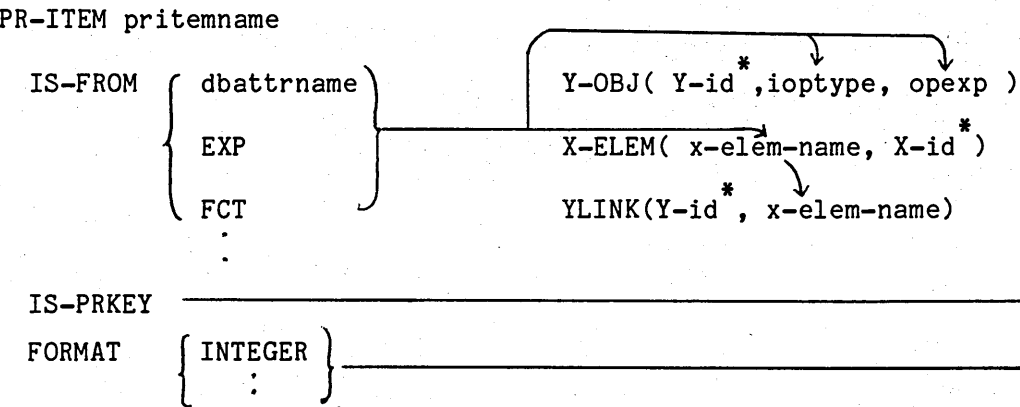 PR-ITEM pritemname
IS-FROM dbattrname Y-OBJ( Y-id*,ioptype, opexp )
EXP X-ELEM( x-elem-name, X-id*)
FCT YLINK(Y-id*, x-elem-name)
:
IS-PRKEY
FORMAT INTEGER
: